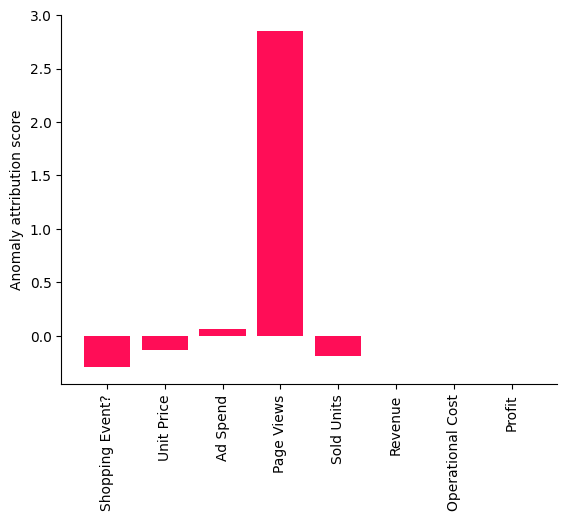 Anomaly attribution score
3.0
2.5
2.0
1.5
1.0
0.5
0.0
Shopping Event?
Unit Price
Ad Spend
Page Views
Sold Units
Revenue
Operational Cost
Profit